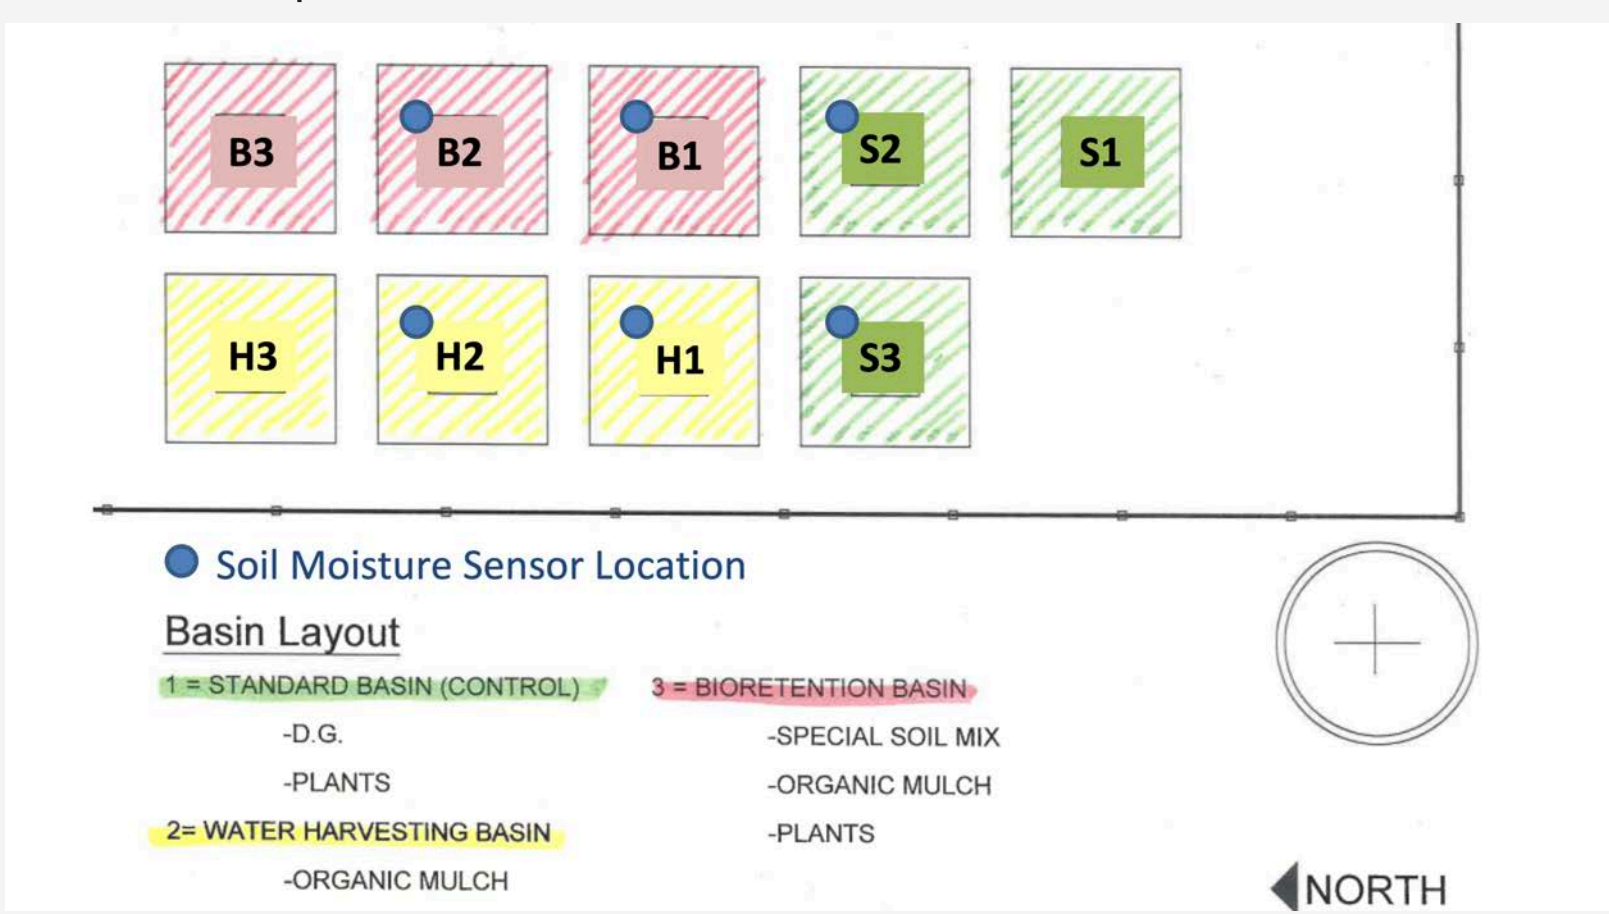 B3 B2 B1 S2 S1
H3 H2 H1 S3
Soil Moisture Sensor Location
Basin Layout
1 = STANDARD BASIN (CONTROL)
-D.G.
-PLANTS
2= WATER HARVESTING BASIN
-ORGANIC MULCH
3 = BIORETENTION BASIN
-SPECIAL SOIL MIX
-ORGANIC MULCH
-PLANTS
NORTH